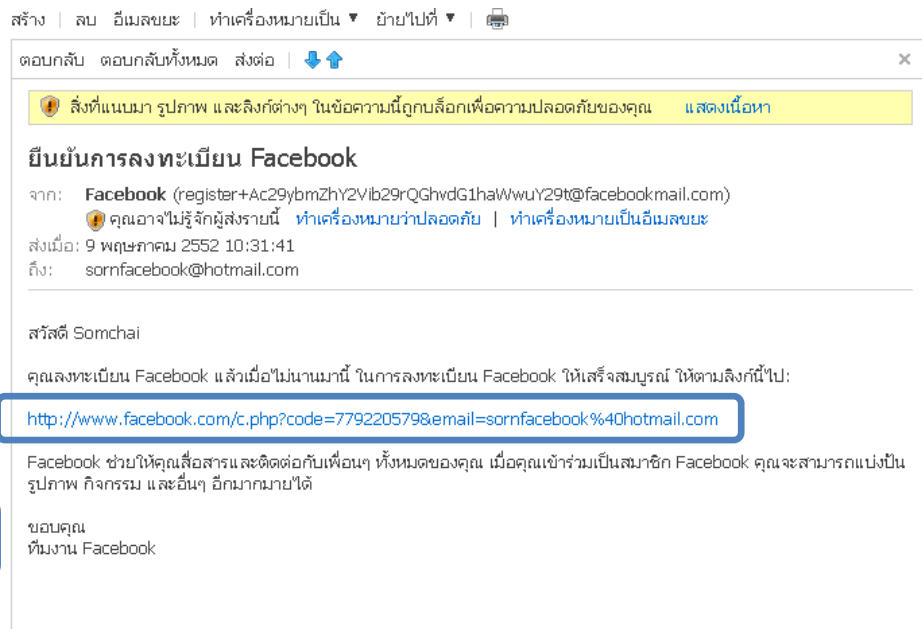 สร้าง | ลบ อีเมลขยะ | ทำเครื่องหมายเป็น ▼ ย้ายไปที่ ▼ |
ตอบกลับ ตอบกลับทั้งหมด ส่งต่อ | ×
สิ่งที่แนบมา รูปภาพ และลิงก์ต่างๆ ในข้อความนี้ถูกบล็อกเพื่อความปลอดภัยของคุณ แสดงเนื้อหา
ยืนยันการลงทะเบียน Facebook
จาก: Facebook (register+Ac29ybmZhY2Vib29rQGhvdG1haWwuY29t@facebookmail.com)
คุณอาจไม่รู้จักผู้ส่งรายนี้ ทำเครื่องหมายว่าปลอดภัย | ทำเครื่องหมายเป็นอีเมลขยะ
ส่งเมื่อ: 9 พฤษภาคม 2552 10:31:41
ถึง: sornfacebook@hotmail.com
สวัสดี Somchai
คุณลงทะเบียน Facebook แล้วเมื่อไม่นานมานี้ ในการลงทะเบียน Facebook ให้เสร็จสมบูรณ์ ให้ตามลิงก์นี้ไป:
http://www.facebook.com/c.php?code=779220579&email=sornfacebook%40hotmail.com
Facebook ช่วยให้คุณสื่อสารและติดต่อกับเพื่อนๆ ทั้งหมดของคุณ เมื่อคุณเข้าร่วมเป็นสมาชิก Facebook คุณจะสามารถแบ่งปัน
รูปภาพ กิจกรรม และอื่นๆ อีกมากมายได้
ขอบคุณ
ทีมงาน Facebook